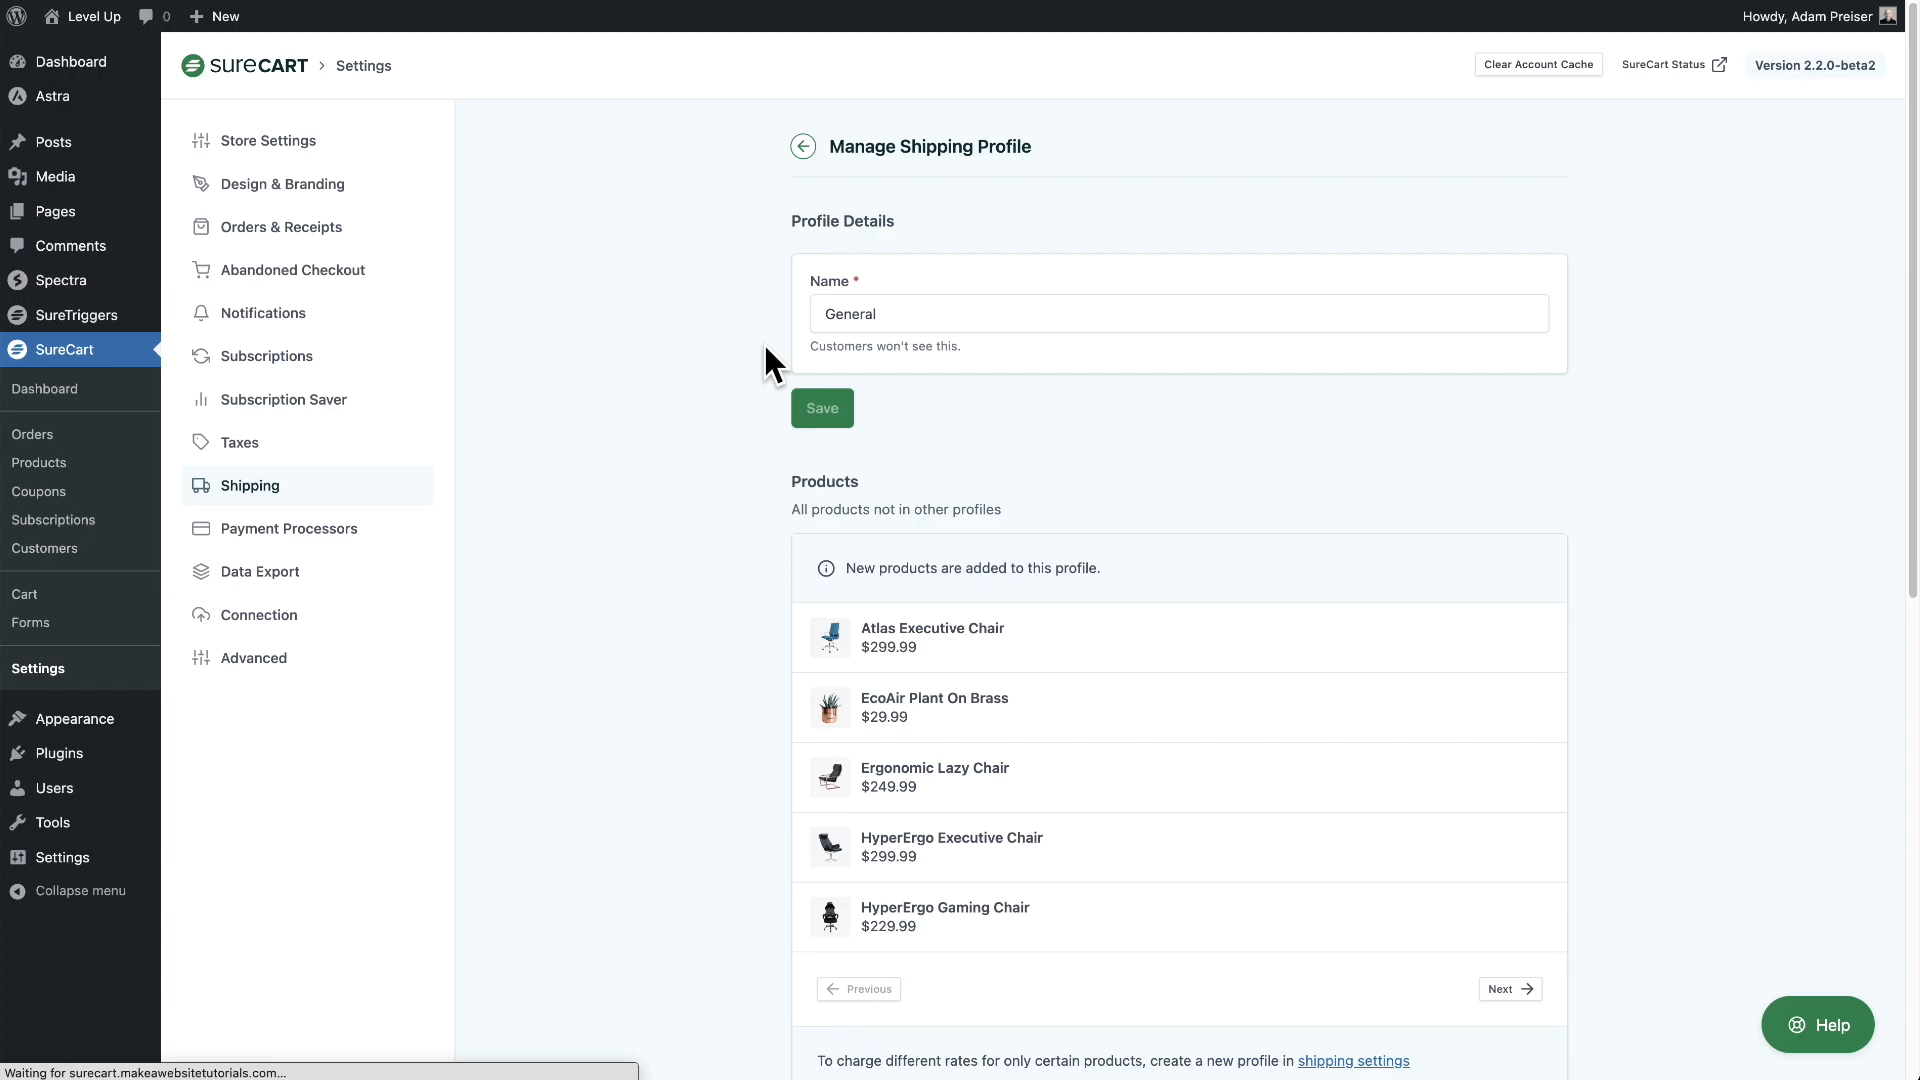 Level Up 0 New Howdy, Adam Preiser
Dashboard
Astra
Posts
Media
Pages
Comments
Spectra
SureTriggers
SureCart
Dashboard
Orders
Products
Coupons
Subscriptions
Customers
Cart
Forms
Settings
Appearance
Plugins
Users
Tools
Settings
Collapse menu
SURECART > Settings Clear Account Cache SureCart Status Version 2.2.0-beta2
Store Settings
Design & Branding
Orders & Receipts
Abandoned Checkout
Notifications
Subscriptions
Subscription Saver
Taxes
Shipping
Payment Processors
Data Export
Connection
Advanced
Manage Shipping Profile
Profile Details
Name *
General
Customers won't see this.
Save
Products
All products not in other profiles
New products are added to this profile.
Atlas Executive Chair
$299.99
EcoAir Plant On Brass
$29.99
Ergonomic Lazy Chair
$249.99
HyperErgo Executive Chair
$299.99
HyperErgo Gaming Chair
$229.99
Previous Next
To charge different rates for only certain products, create a new profile in shipping settings
Help
Waiting for surecart.makeawebsitetutorials.com...